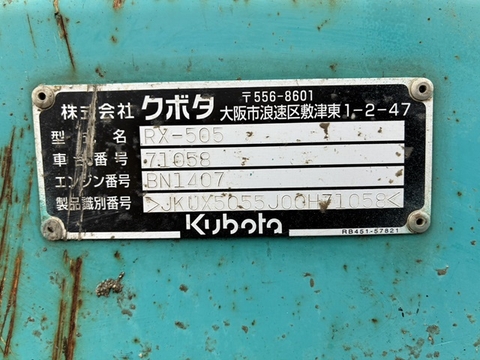 株式会社クボタ 〒556-8601
大阪市浪速区敷津東1-2-47
型式名 RX-505
車台番号 71058
エンジン番号 BN1407
製品識別番号 >JKUX5055J00H71058<
Kubota
RB451-57821